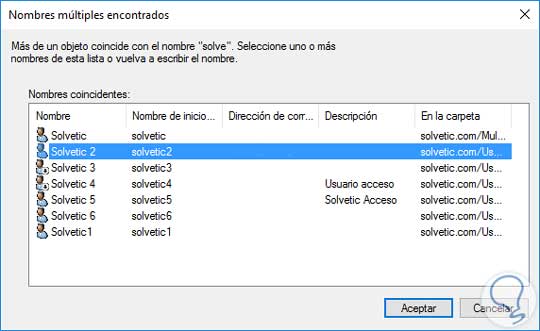 Nombres múltiples encontrados
Más de un objeto coincide con el nombre "solve". Seleccione uno o más
nombres de esta lista o vuelva a escribir el nombre.
Nombres coincidentes:
Nombre Nombre de inicio... Dirección de corr... Descripción En la carpeta
Solvetic solvetic solvetic.com/Mul...
Solvetic 2 solvetic2 solvetic.com/Us...
Solvetic 3 solvetic3 solvetic.com/Us...
Solvetic 4 solvetic4 Usuario acceso solvetic.com/Us...
Solvetic 5 solvetic5 Solvetic Acceso solvetic.com/Us...
Solvetic 6 solvetic6 solvetic.com/Us...
Solvetic1 solvetic1 solvetic.com/Us...
Aceptar Cancelar